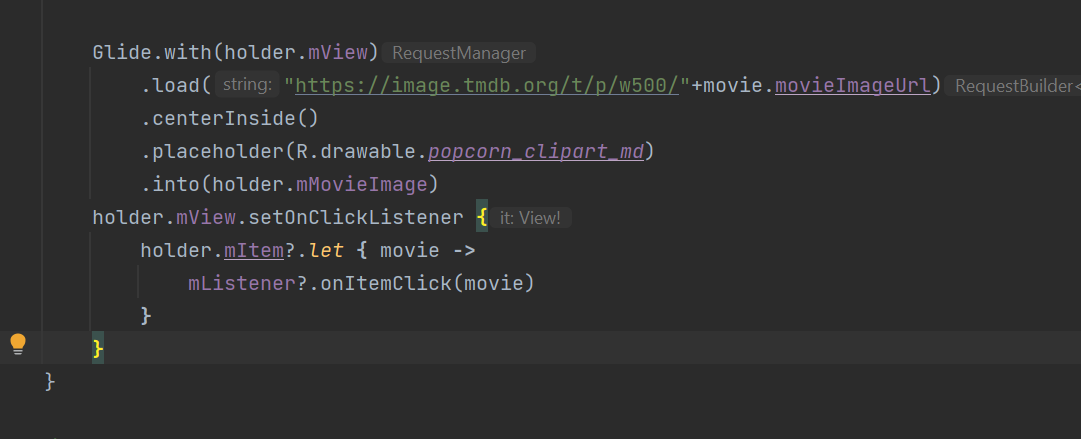 Glide.with(holder.mView) RequestManager
.load( string: "https://image.tmdb.org/t/p/w500/"+movie.movieImageUrl) RequestBuilder<
.centerInside()
.placeholder(R.drawable.popcorn_clipart_md)
.into(holder.mMovieImage)
holder.mView.setOnClickListener { it: View!
holder.mItem?.let { movie ->
mListener?.onItemClick(movie)
}
}
}